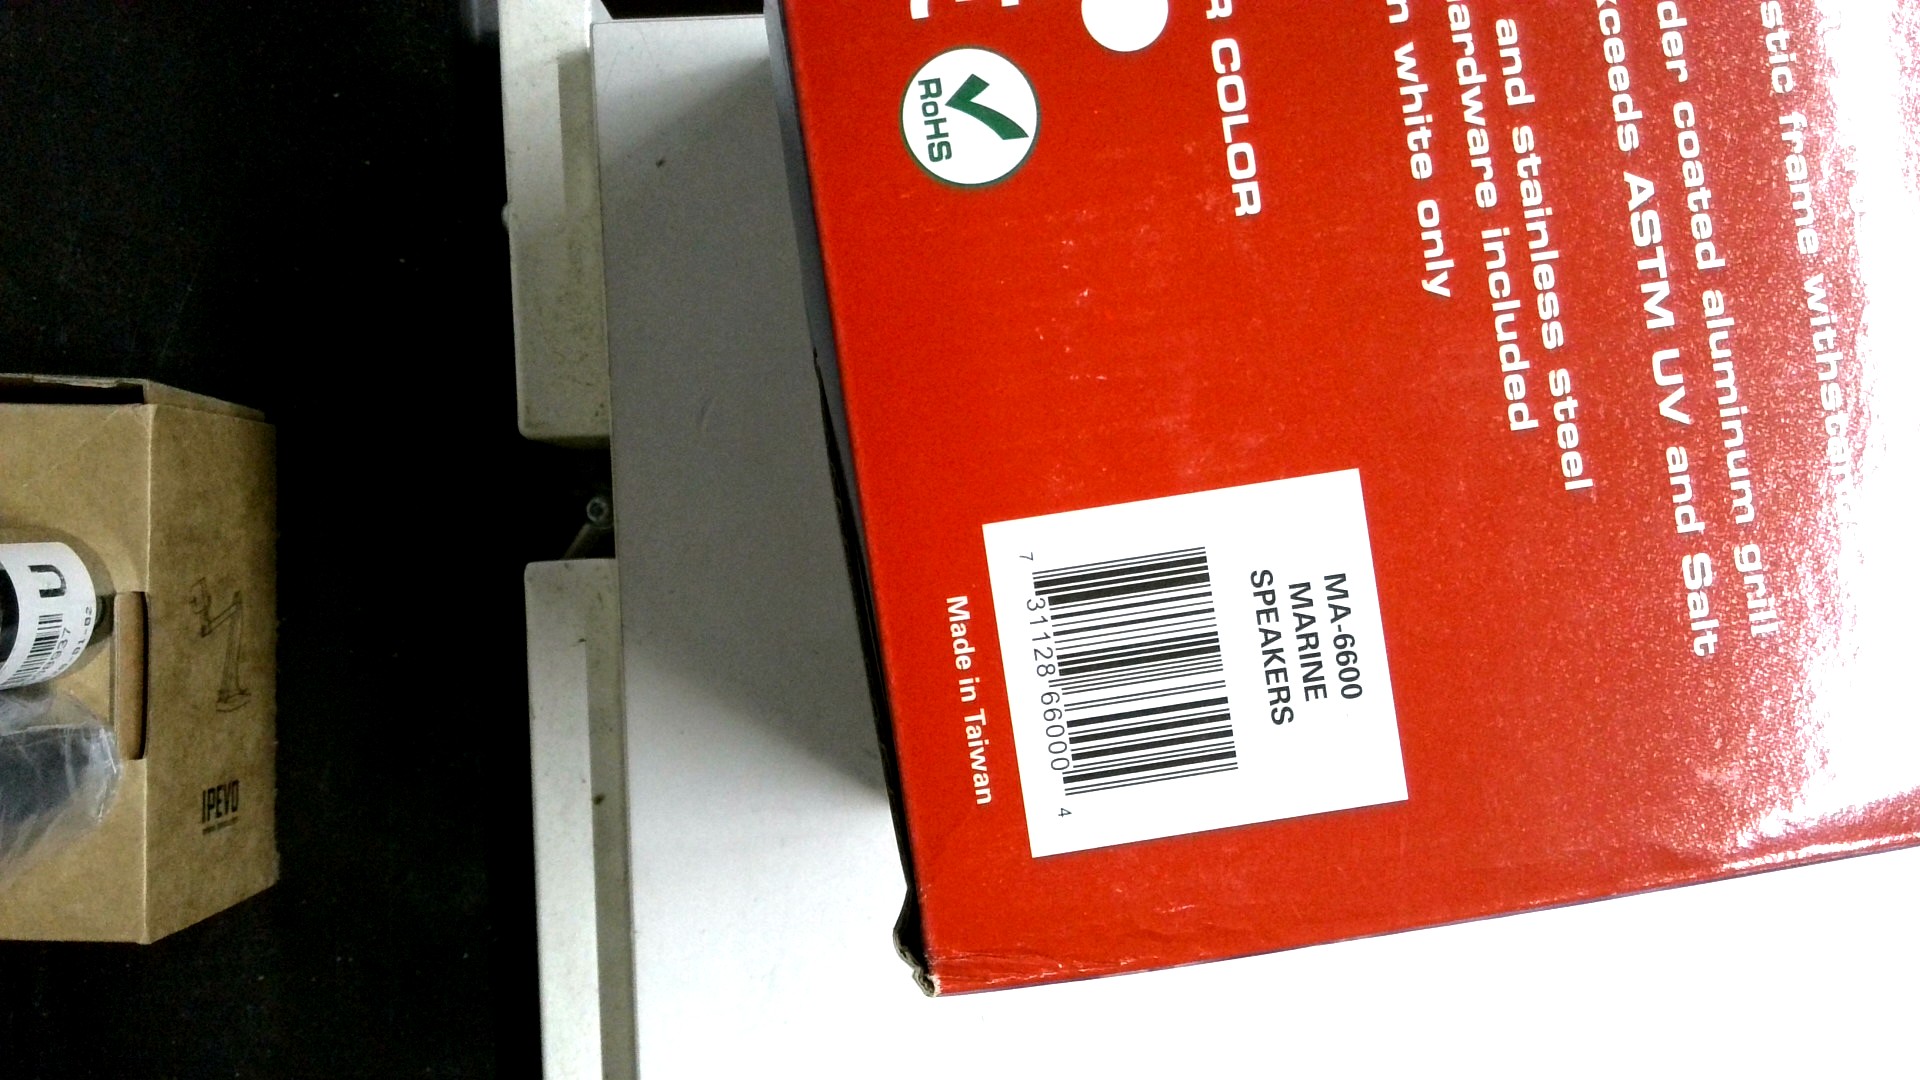 stic frame withstan
der coated aluminum grill
xceeds ASTM UV and Salt
and stainless steel
ardware included
n white only
R COLOR
RoHS
MA-6600
MARINE
SPEAKERS
7 31128 66000 4
Made in Taiwan
U
IPEVO